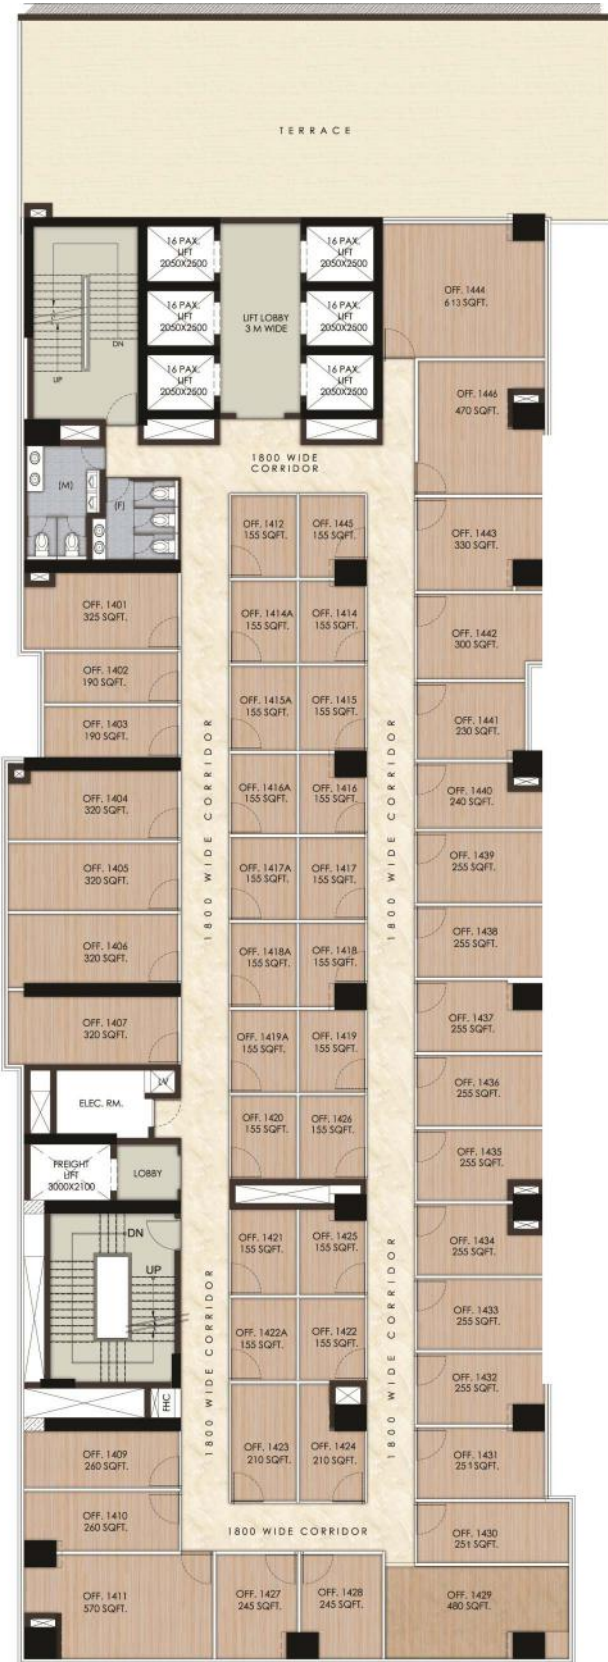 TERRACE
16 PAX.
LIFT
2050X2500
16 PAX.
LIFT
2050X2500
OFF. 1444
613 SQFT.
LIFT LOBBY
3 M WIDE
16 PAX.
LIFT
2050X2500
16 PAX.
LIFT
2050X2500
DN
UP
16 PAX.
LIFT
2050X2500
16 PAX.
LIFT
2050X2500
OFF. 1446
470 SQFT.
1800 WIDE
CORRIDOR
(M)
(F)
OFF. 1412
155 SQFT.
OFF. 1445
155 SQFT.
OFF. 1443
330 SQFT.
OFF. 1401
325 SQFT.
OFF. 1414A
155 SQFT.
OFF. 1414
155 SQFT.
OFF. 1442
300 SQFT.
OFF. 1402
190 SQFT.
OFF. 1403
190 SQFT.
OFF. 1415A
155 SQFT.
OFF. 1415
155 SQFT.
OFF. 1441
230 SQFT.
1800 WIDE CORRIDOR
1800 WIDE CORRIDOR
OFF. 1404
320 SQFT.
OFF. 1416A
155 SQFT.
OFF. 1416
155 SQFT.
OFF. 1440
240 SQFT.
OFF. 1405
320 SQFT.
OFF. 1417A
155 SQFT.
OFF. 1417
155 SQFT.
OFF. 1439
255 SQFT.
OFF. 1406
320 SQFT.
OFF. 1418A
155 SQFT.
OFF. 1418
155 SQFT.
OFF. 1438
255 SQFT.
OFF. 1407
320 SQFT.
OFF. 1419A
155 SQFT.
OFF. 1419
155 SQFT.
OFF. 1437
255 SQFT.
LV
ELEC. RM.
OFF. 1420
155 SQFT.
OFF. 1426
155 SQFT.
OFF. 1436
255 SQFT.
FREIGHT
LIFT
3000X2100
LOBBY
OFF. 1435
255 SQFT.
DN
UP
OFF. 1421
155 SQFT.
OFF. 1425
155 SQFT.
OFF. 1434
255 SQFT.
1800 WIDE CORRIDOR
1800 WIDE CORRIDOR
OFF. 1422A
155 SQFT.
OFF. 1422
155 SQFT.
OFF. 1433
255 SQFT.
FHC
OFF. 1432
255 SQFT.
OFF. 1409
260 SQFT.
OFF. 1423
210 SQFT.
OFF. 1424
210 SQFT.
OFF. 1431
251SQFT.
OFF. 1410
260 SQFT.
1800 WIDE CORRIDOR
OFF. 1430
251 SQFT.
OFF. 1411
570 SQFT.
OFF. 1427
245 SQFT.
OFF. 1428
245 SQFT.
OFF. 1429
480 SQFT.